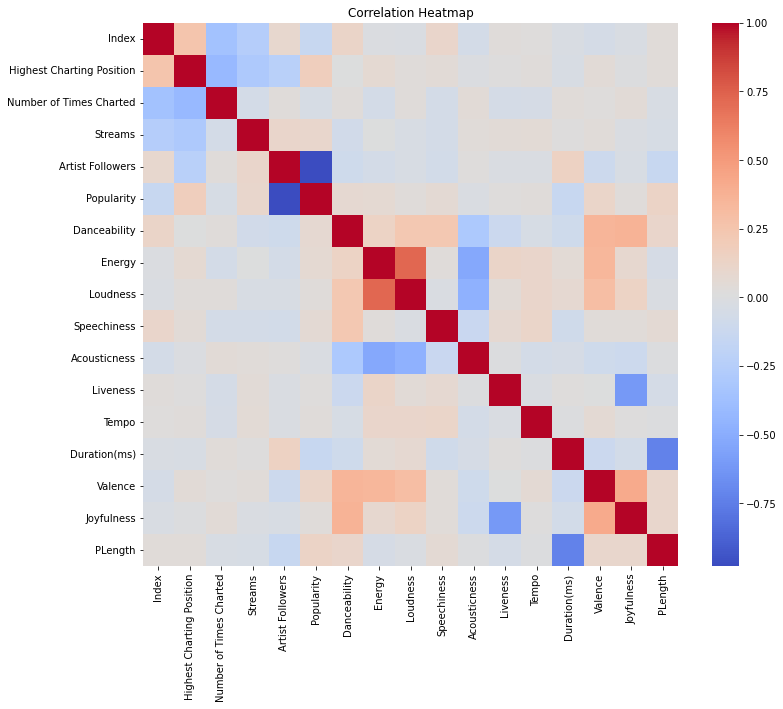 Correlation Heatmap
Index
Highest Charting Position
Number of Times Charted
Streams
Artist Followers
Popularity
Danceability
Energy
Loudness
Speechiness
Acousticness
Liveness
Tempo
Duration(ms)
Valence
Joyfulness
PLength
Index
Highest Charting Position
Number of Times Charted
Streams
Artist Followers
Popularity
Danceability
Energy
Loudness
Speechiness
Acousticness
Liveness
Tempo
Duration(ms)
Valence
Joyfulness
PLength
1.00
0.75
0.50
0.25
0.00
−0.25
−0.50
−0.75